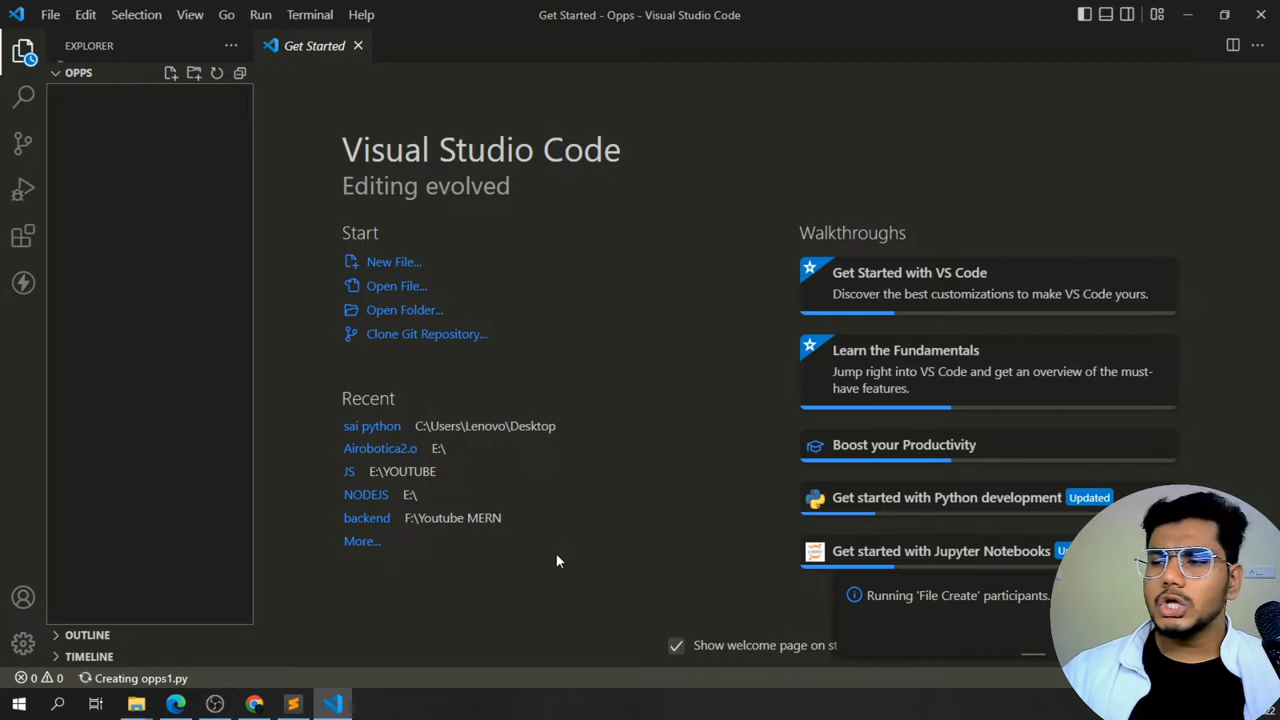 File Edit Selection View Go Run Terminal Help
Get Started - Opps - Visual Studio Code
EXPLORER
Get Started
OPPS
Visual Studio Code
Editing evolved
Start
New File...
Open File...
Open Folder...
Clone Git Repository...
Recent
sai python C:\Users\Lenovo\Desktop
Airobotica2.o E:\
JS E:\YOUTUBE
NODEJS E:\
backend F:\Youtube MERN
More...
Walkthroughs
Get Started with VS Code
Discover the best customizations to make VS Code yours.
Learn the Fundamentals
Jump right into VS Code and get an overview of the must-
have features.
Boost your Productivity
Get started with Python development Updated
Get started with Jupyter Notebooks
Running 'File Create' participants.
Show welcome page on
OUTLINE
TIMELINE
0 0 Creating opps1.py